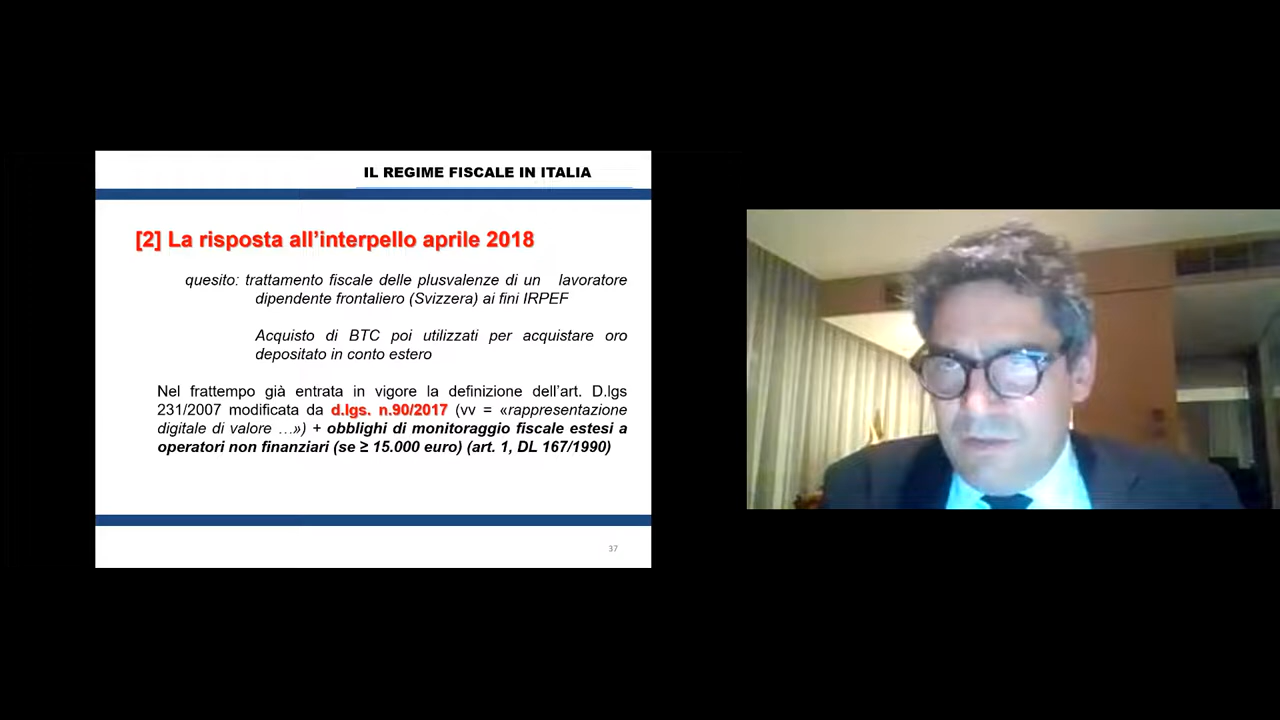 IL REGIME FISCALE IN ITALIA
[2] La risposta all’interpello aprile 2018
quesito: trattamento fiscale delle plusvalenze di un lavoratore
dipendente frontaliero (Svizzera) ai fini IRPEF
Acquisto di BTC poi utilizzati per acquistare oro
depositato in conto estero
Nel frattempo già entrata in vigore la definizione dell’art. D.lgs
231/2007 modificata da d.lgs. n.90/2017 (vv = «rappresentazione
digitale di valore …») + obblighi di monitoraggio fiscale estesi a
operatori non finanziari (se ≥ 15.000 euro) (art. 1, DL 167/1990)
37